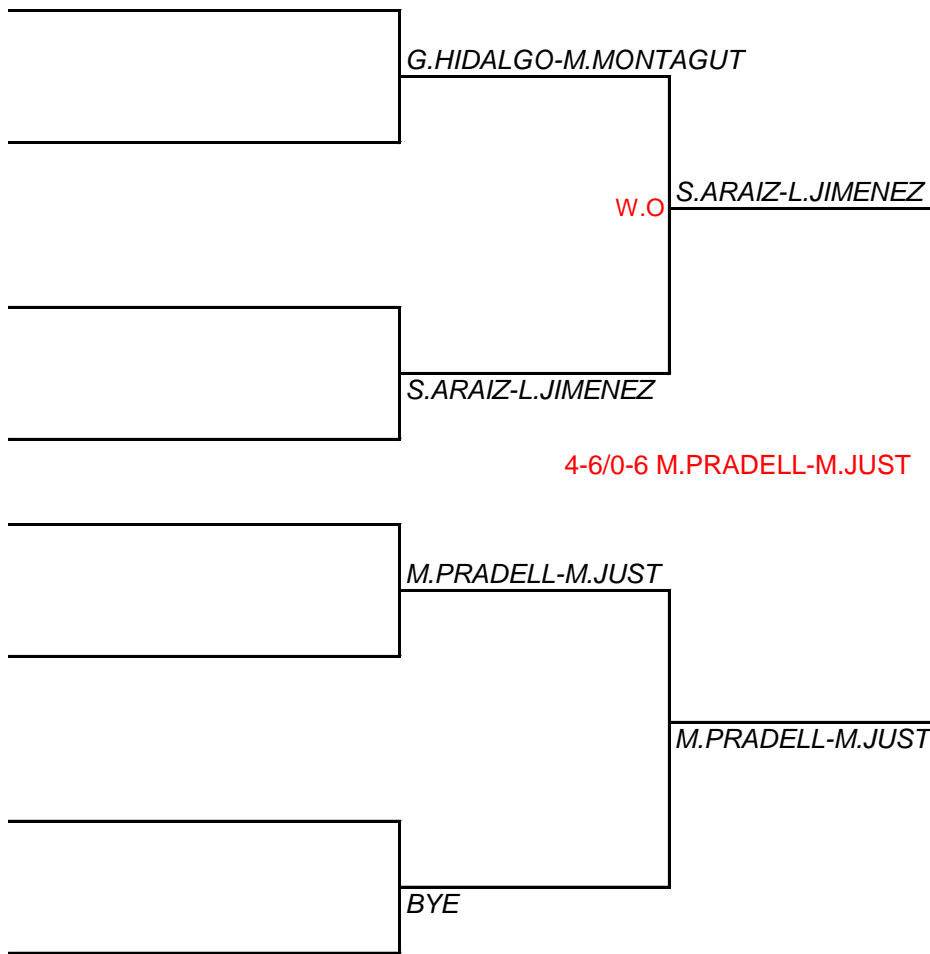 G.HIDALGO-M.MONTAGUT
S.ARAIZ-L.JIMENEZ
W.O
S.ARAIZ-L.JIMENEZ
4-6/0-6 M.PRADELL-M.JUST
M.PRADELL-M.JUST
M.PRADELL-M.JUST
BYE